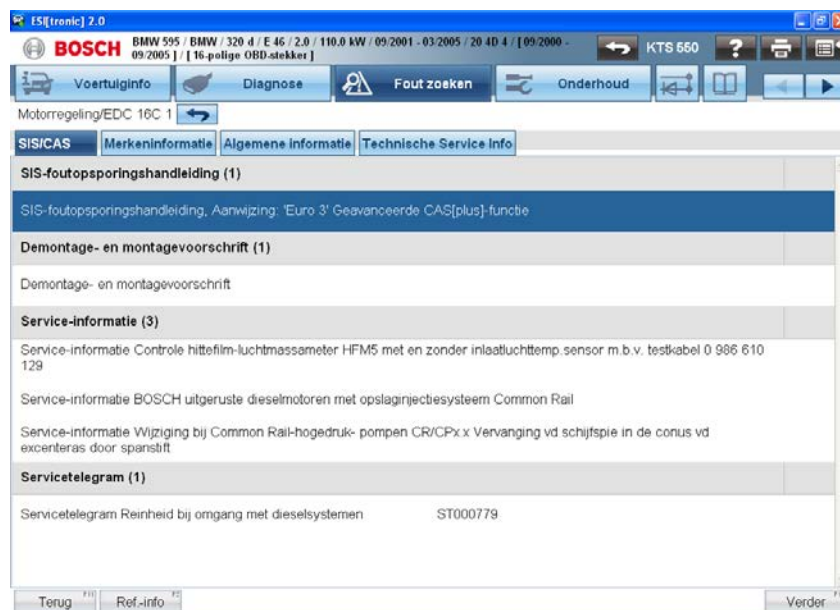 ESI[tronic] 2.0
BOSCH
BMW 595 / BMW / 320 d / E 46 / 2.0 / 110.0 kW / 09/2001 - 03/2005 / 20 4D 4 / [ 09/2000 -
09/2005 ] / [ 16-polige OBD-stekker ]
KTS 550
?
Voertuiginfo
Diagnose
Fout zoeken
Onderhoud
Motorregeling/EDC 16C 1
SIS/CAS
Merkeninformatie
Algemene informatie
Technische Service Info
SIS-foutopsporingshandleiding (1)
SIS-foutopsporingshandleiding, Aanwijzing: 'Euro 3' Geavanceerde CAS[plus]-functie
Demontage- en montagevoorschrift (1)
Demontage- en montagevoorschrift
Service-informatie (3)
Service-informatie Controle hittefilm-luchtmassameter HFM5 met en zonder inlaatluchttemp.sensor m.b.v. testkabel 0 986 610
129
Service-informatie BOSCH uitgeruste dieselmotoren met opslaginjectiesysteem Common Rail
Service-informatie Wijziging bij Common Rail-hogedruk- pompen CR/CPx.x Vervanging vd schijfspie in de conus vd
excenteras door spanstift
Servicetelegram (1)
Servicetelegram Reinheid bij omgang met dieselsystemen ST000779
Terug F11
Ref.-info F2
Verder